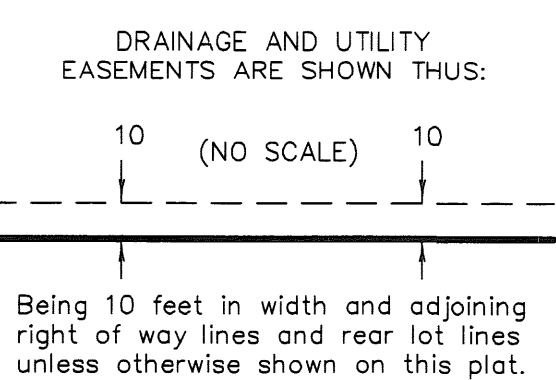 DRAINAGE AND UTILITY
EASEMENTS ARE SHOWN THUS:
10 (NO SCALE) 10
Being 10 feet in width and adjoining
right of way lines and rear lot lines
unless otherwise shown on this plat.